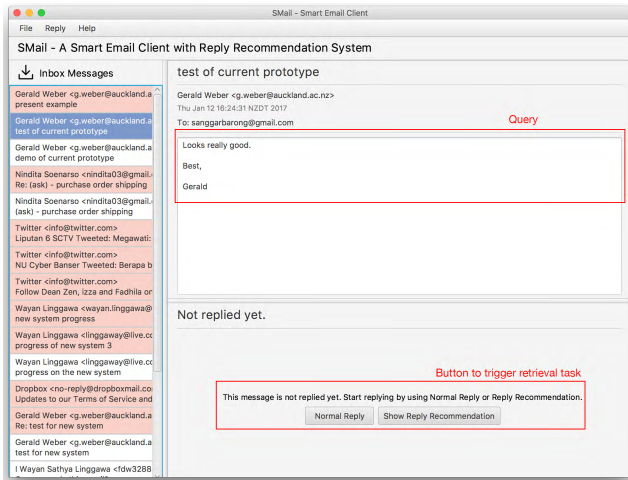 SMail - Smart Email Client
File Reply Help
SMail - A Smart Email Client with Reply Recommendation System
Inbox Messages
Gerald Weber <g.weber@auckland.a
present example
Gerald Weber <g.weber@auckland.a
test of current prototype
Gerald Weber <g.weber@auckland.a
demo of current prototype
Nindita Soenarso <nindita03@gmail.
Re: (ask) - purchase order shipping
Nindita Soenarso <nindita03@gmail.
(ask) - purchase order shipping
Twitter <info@twitter.com>
Liputan 6 SCTV Tweeted: Megawati:
Twitter <info@twitter.com>
NU Cyber Banser Tweeted: Berapa b
Twitter <info@twitter.com>
Follow Dean Zen, izza and Fadhila or
Wayan Linggawa <wayan.linggawa@
new system progress
Wayan Linggawa <linggaway@live.cc
progress of new system 3
Wayan Linggawa <linggaway@live.cc
progress on the new system
Dropbox <no-reply@dropboxmail.co
Updates to our Terms of Service and
Gerald Weber <g.weber@auckland.a
Re: test for new system
Gerald Weber <g.weber@auckland.a
test for new system
I Wayan Sathya Linggawa <fdw3288
test of current prototype
Gerald Weber <g.weber@auckland.ac.nz>
Thu Jan 12 16:24:31 NZDT 2017
To: sanggarbarong@gmail.com
Query
Looks really good.
Best,
Gerald
Not replied yet.
Button to trigger retrieval task
This message is not replied yet. Start replying by using Normal Reply or Reply Recommendation.
Normal Reply Show Reply Recommendation